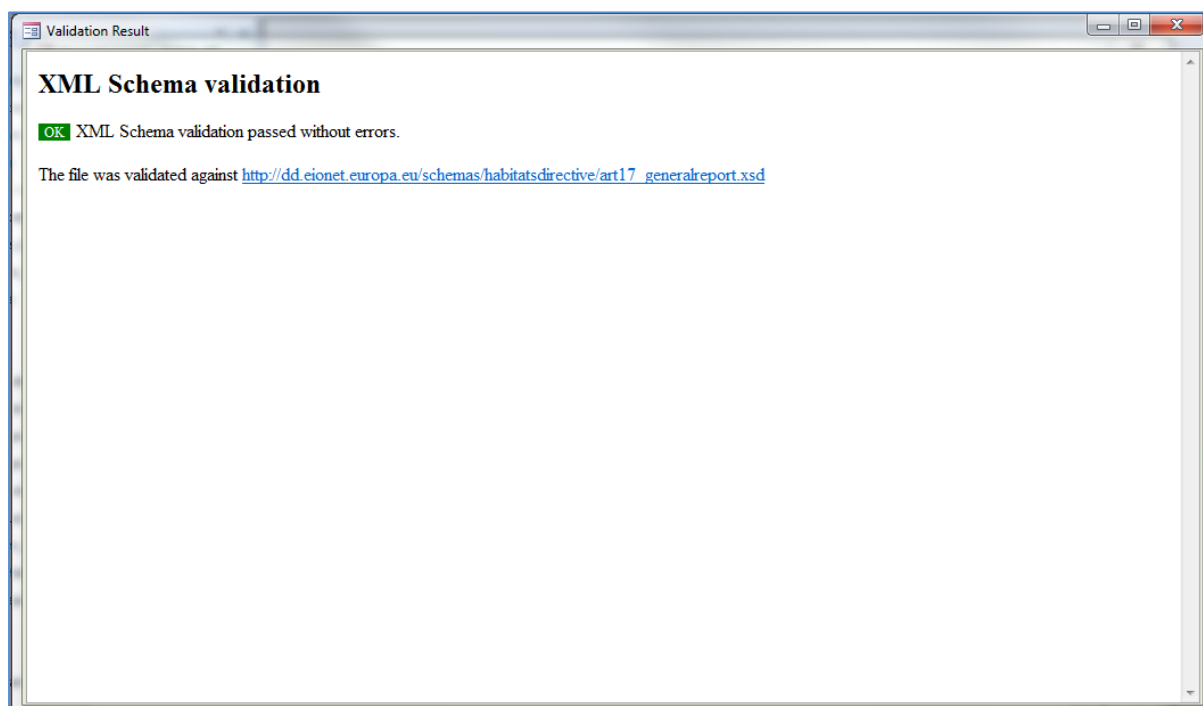 Validation Result
XML Schema validation
OK XML Schema validation passed without errors.
The file was validated against http://dd.eionet.europa.eu/schemas/habitatsdirective/art17_generalreport.xsd